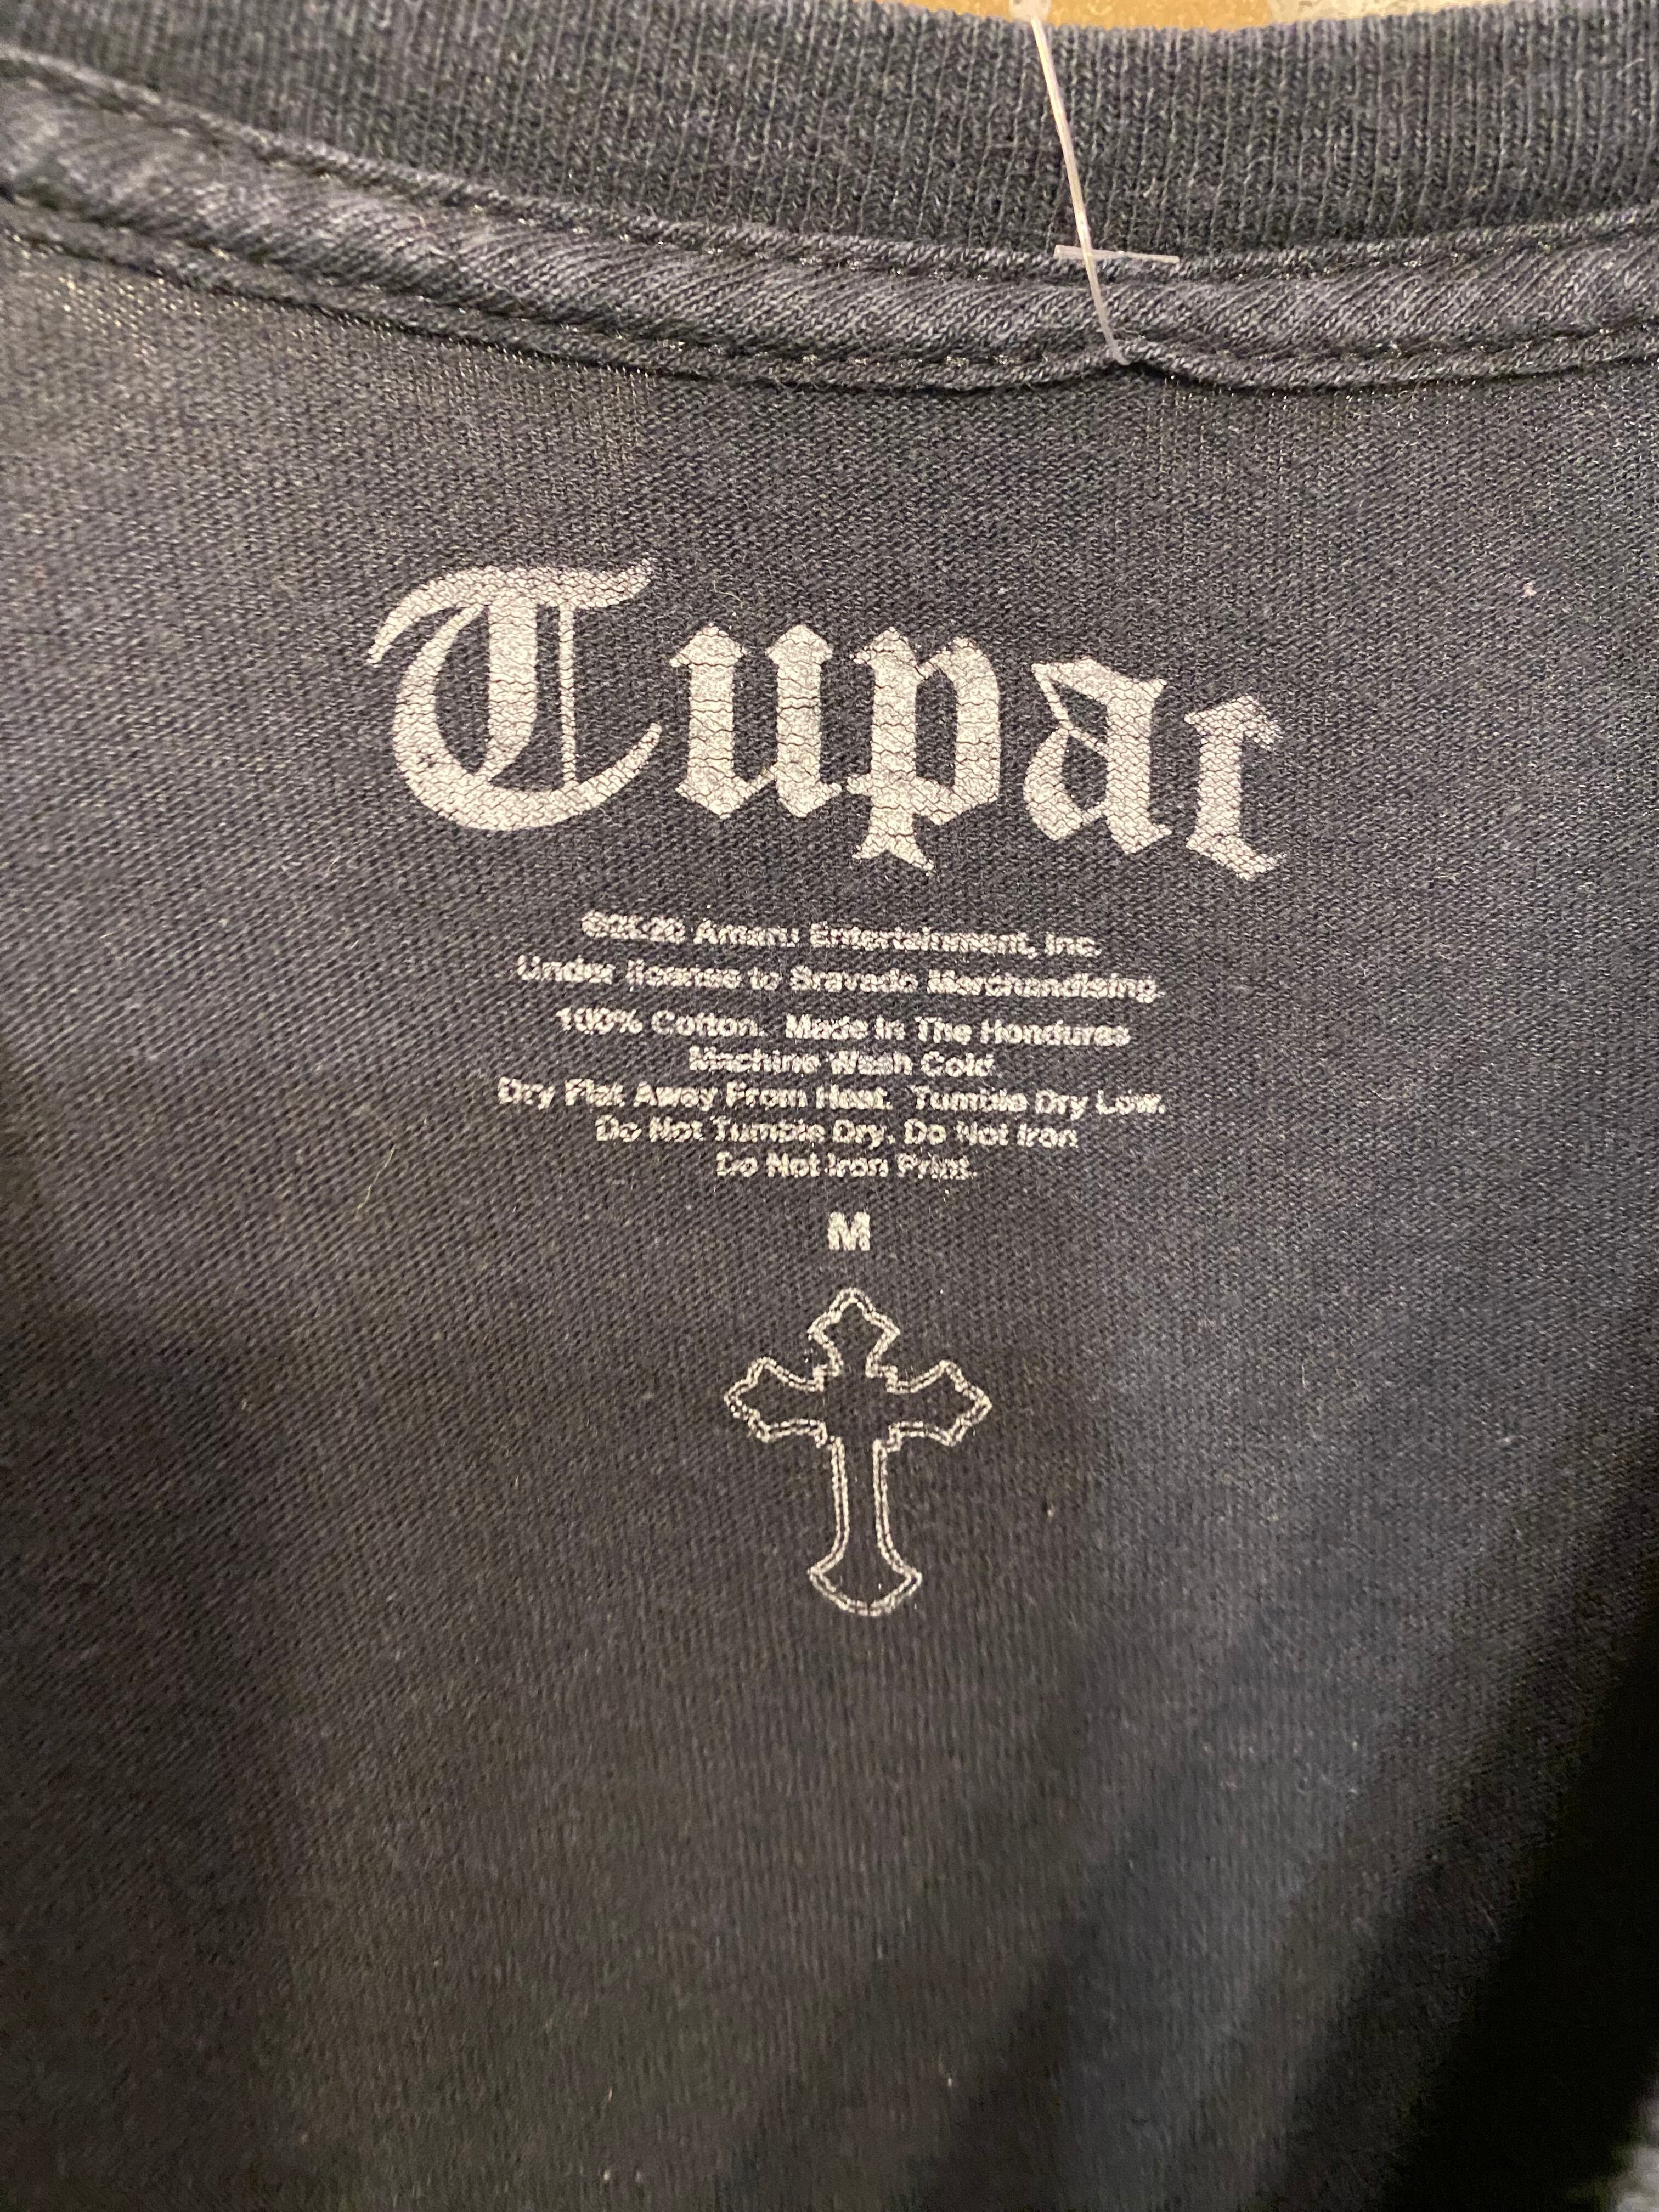 Tupac
©2020 Amaru Entertainment, Inc.
Under license to Bravado Merchandising.
100% Cotton. Made In The Honduras
Machine Wash Cold
Dry Flat Away From Heat. Tumble Dry Low.
Do Not Tumble Dry. Do Not Iron
Do Not Iron Print.
M